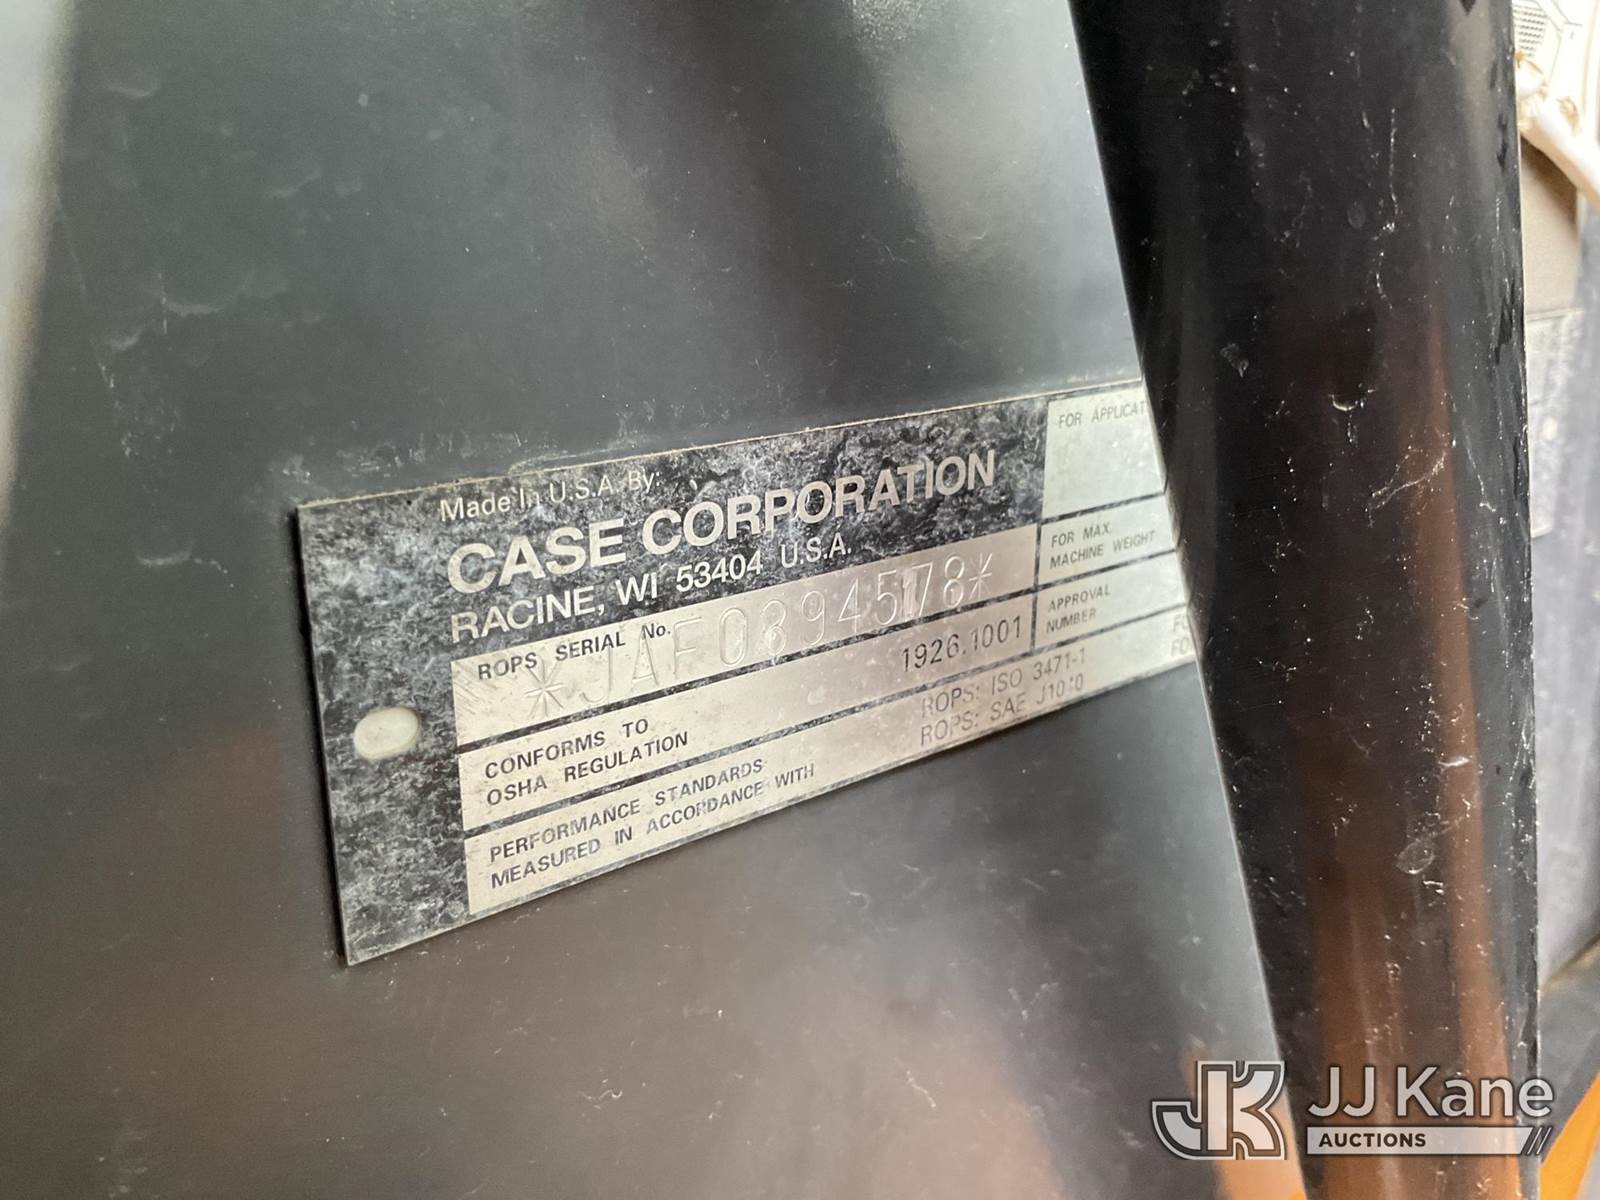 Made In U.S.A. By:
CASE CORPORATION
RACINE, WI 53404 U.S.A.
ROPS SERIAL No.
*JAF0394578*
CONFORMS TO
OSHA REGULATION
1926.1001
PERFORMANCE STANDARDS
MEASURED IN ACCORDANCE WITH
ROPS: ISO 3471-1
ROPS: SAE J1040
FOR APPLICAT
FOR MAX.
MACHINE WEIGHT
APPROVAL
NUMBER
JJ Kane
AUCTIONS